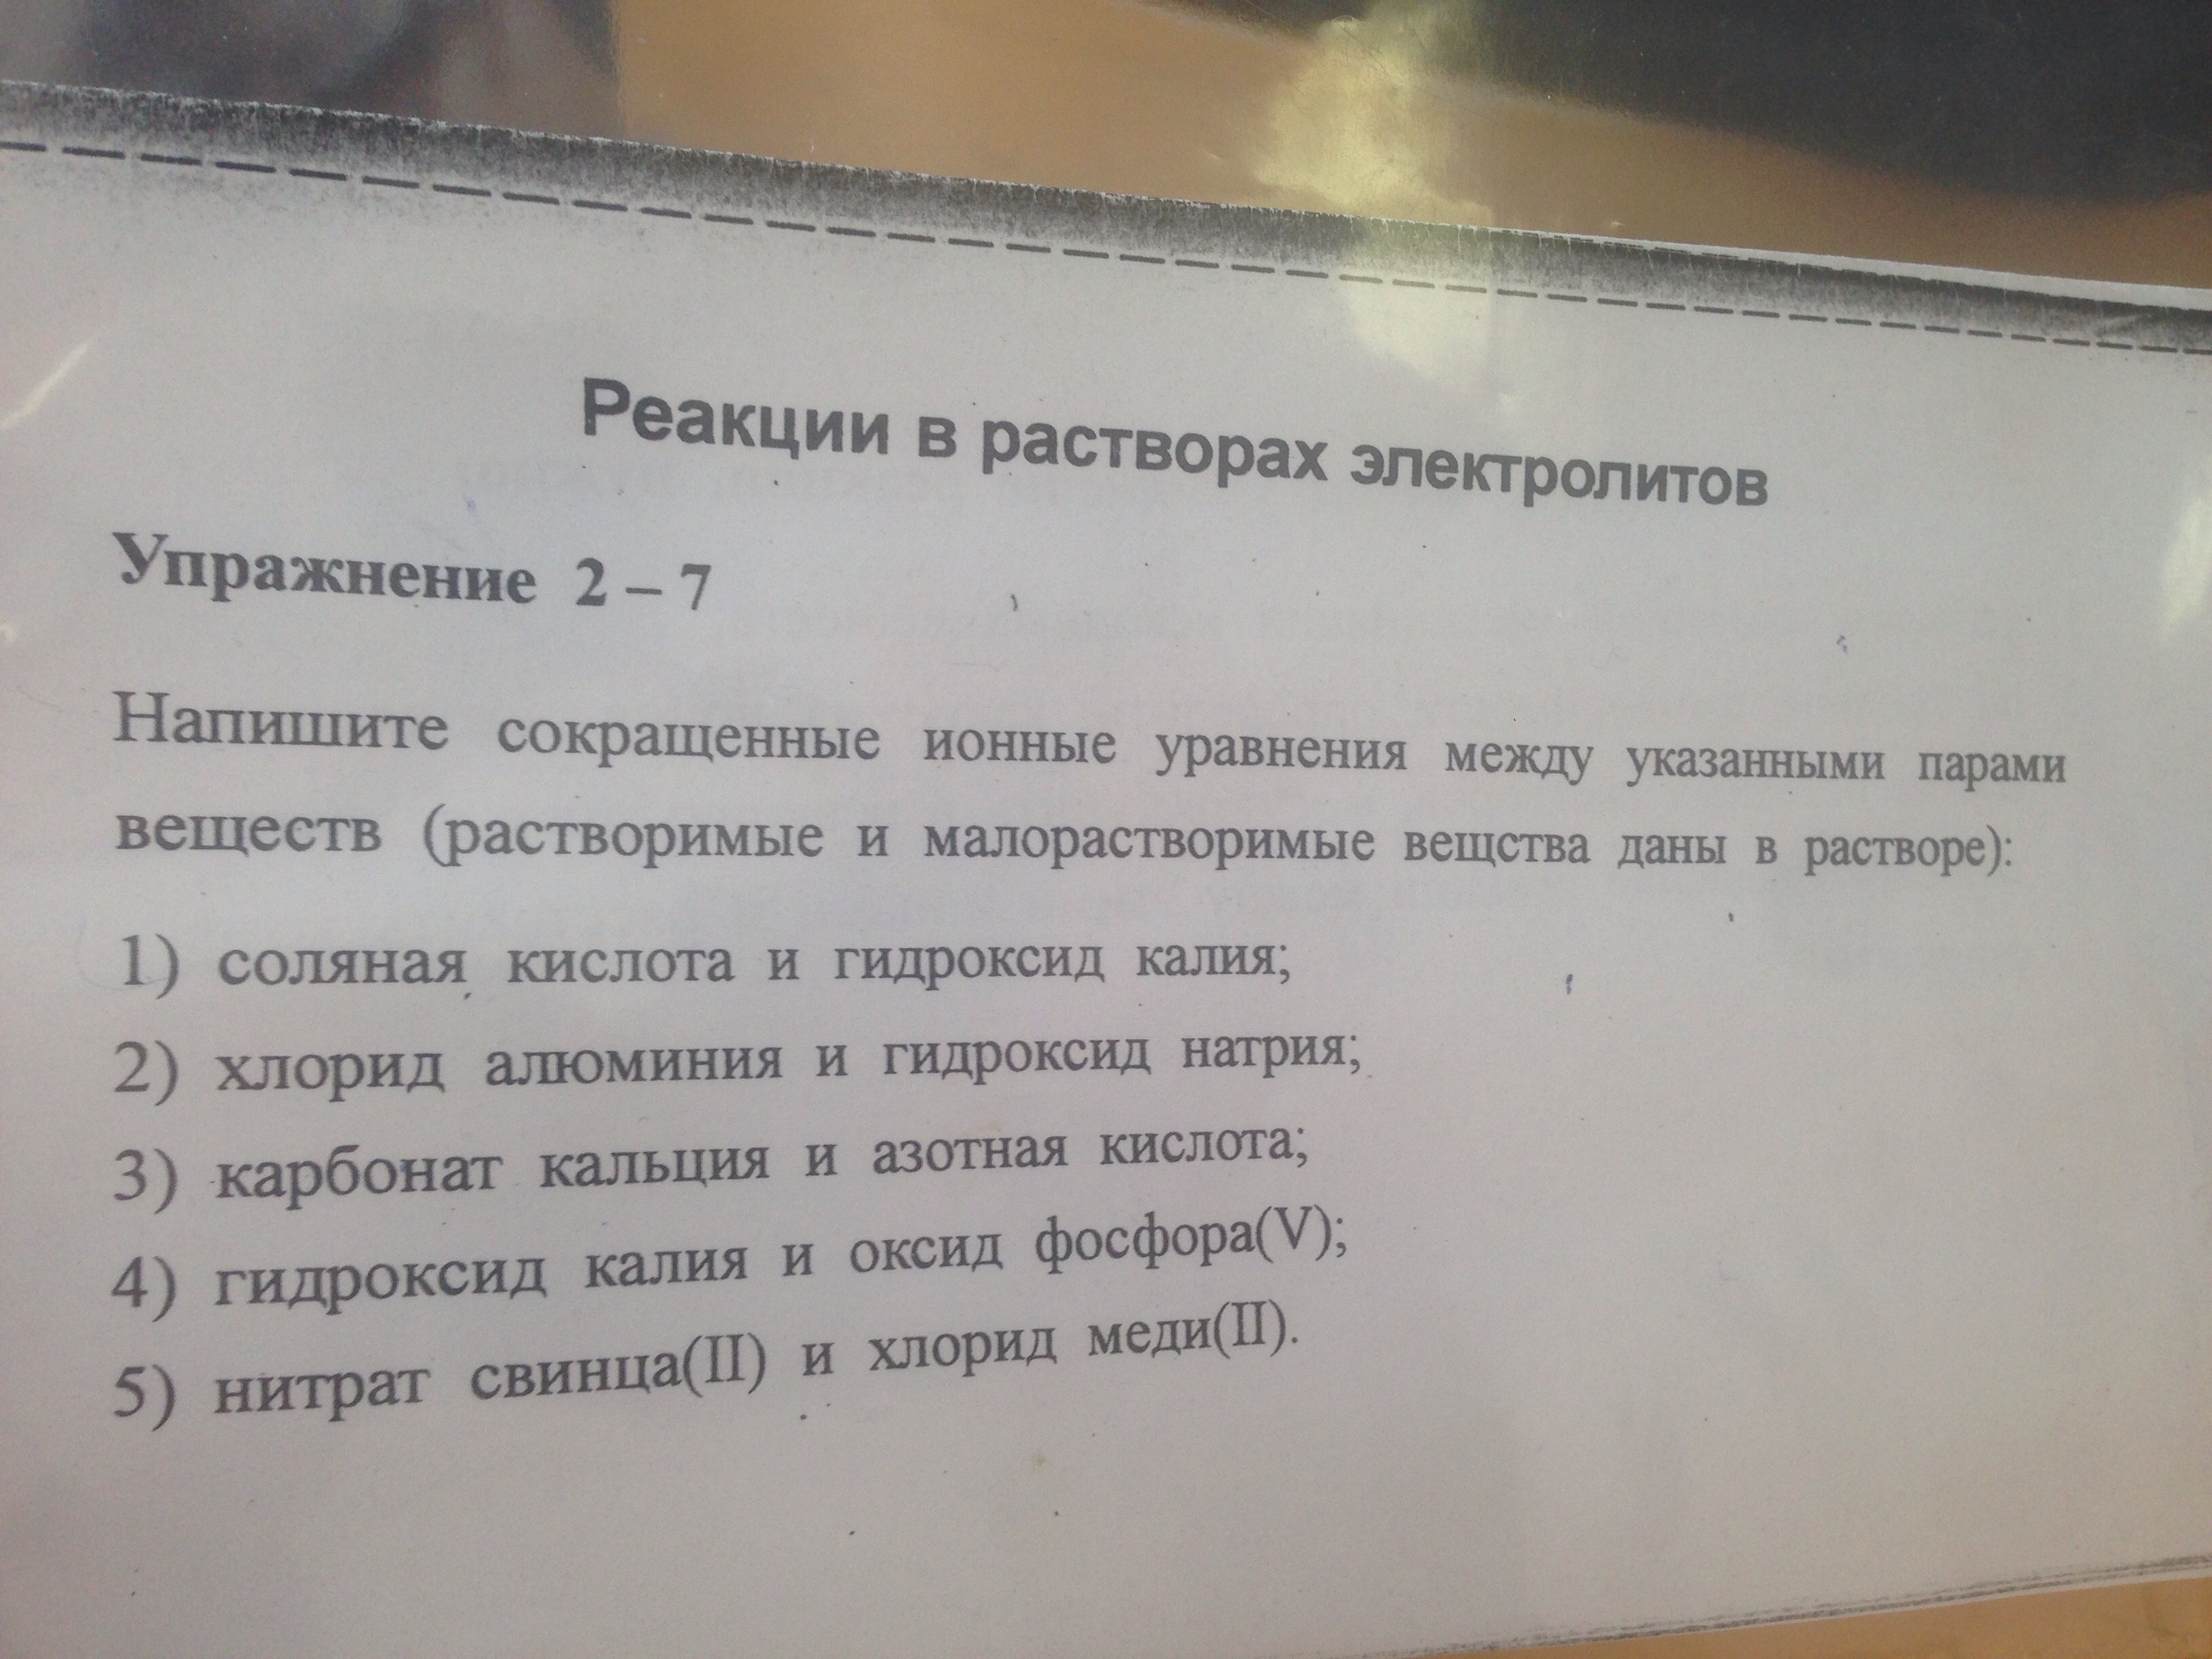 Реакции в растворах электролитов
Упражнение 2 – 7
Напишите сокращенные ионные уравнения между указанными парами
веществ (растворимые и малорастворимые вещства даны в растворе):
1) соляная кислота и гидроксид калия;
2) хлорид алюминия и гидроксид натрия;
3) карбонат кальция и азотная кислота;
4) гидроксид калия и оксид фосфора(V);
5) нитрат свинца(II) и хлорид меди(II).